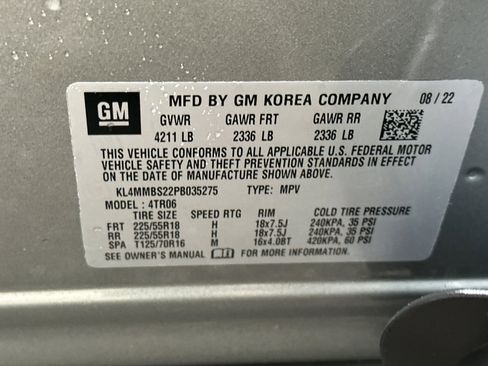 GM
MFD BY GM KOREA COMPANY 08 / 22
GVWR GAWR FRT GAWR RR
4211 LB 2336 LB 2336 LB
THIS VEHICLE CONFORMS TO ALL APPLICABLE U.S. FEDERAL MOTOR
VEHICLE SAFETY AND THEFT PREVENTION STANDARDS IN EFFECT
ON THE DATE OF MANUFACTURE SHOWN ABOVE.
KL4MMBS22PB035275 TYPE: MPV
MODEL : 4TR06
TIRE SIZE SPEED RTG RIM COLD TIRE PRESSURE
FRT 225/55R18 H 18x7.5J 240KPA, 35 PSI
RR 225/55R18 H 18x7.5J 240KPA, 35 PSI
SPA T125/70R16 M 16x4.0BT 420KPA, 60 PSI
SEE OWNER'S MANUAL FOR MORE INFORMATION